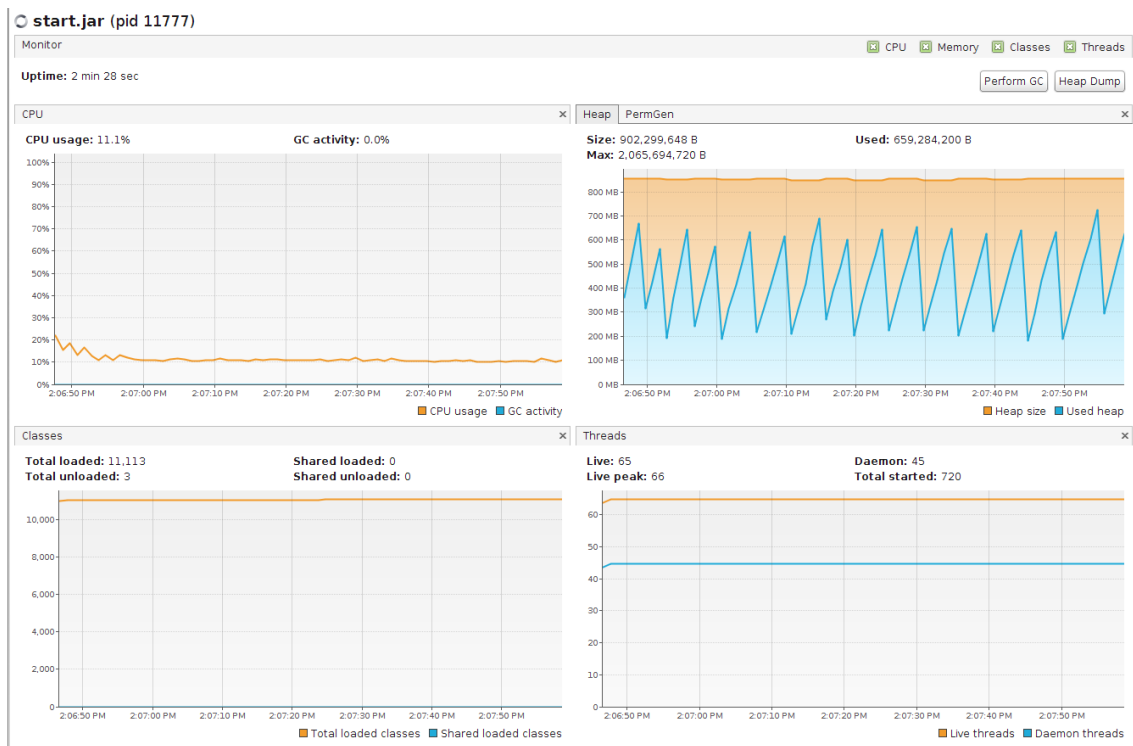 start.jar (pid 11777)
Monitor
CPU Memory Classes Threads
Uptime: 2 min 28 sec
Perform GC Heap Dump
CPU
CPU usage: 11.1% GC activity: 0.0%
100%
90%
80%
70%
60%
50%
40%
30%
20%
10%
0%
2:06:50 PM 2:07:00 PM 2:07:10 PM 2:07:20 PM 2:07:30 PM 2:07:40 PM 2:07:50 PM
CPU usage GC activity
Heap PermGen
Size: 902,299,648 B Used: 659,284,200 B
Max: 2,065,694,720 B
800 MB
700 MB
600 MB
500 MB
400 MB
300 MB
200 MB
100 MB
0 MB
2:06:50 PM 2:07:00 PM 2:07:10 PM 2:07:20 PM 2:07:30 PM 2:07:40 PM 2:07:50 PM
Heap size Used heap
Classes
Total loaded: 11,113 Shared loaded: 0
Total unloaded: 3 Shared unloaded: 0
10,000
8,000
6,000
4,000
2,000
0
2:06:50 PM 2:07:00 PM 2:07:10 PM 2:07:20 PM 2:07:30 PM 2:07:40 PM 2:07:50 PM
Total loaded classes Shared loaded classes
Threads
Live: 65 Daemon: 45
Live peak: 66 Total started: 720
60
50
40
30
20
10
0
2:06:50 PM 2:07:00 PM 2:07:10 PM 2:07:20 PM 2:07:30 PM 2:07:40 PM 2:07:50 PM
Live threads Daemon threads